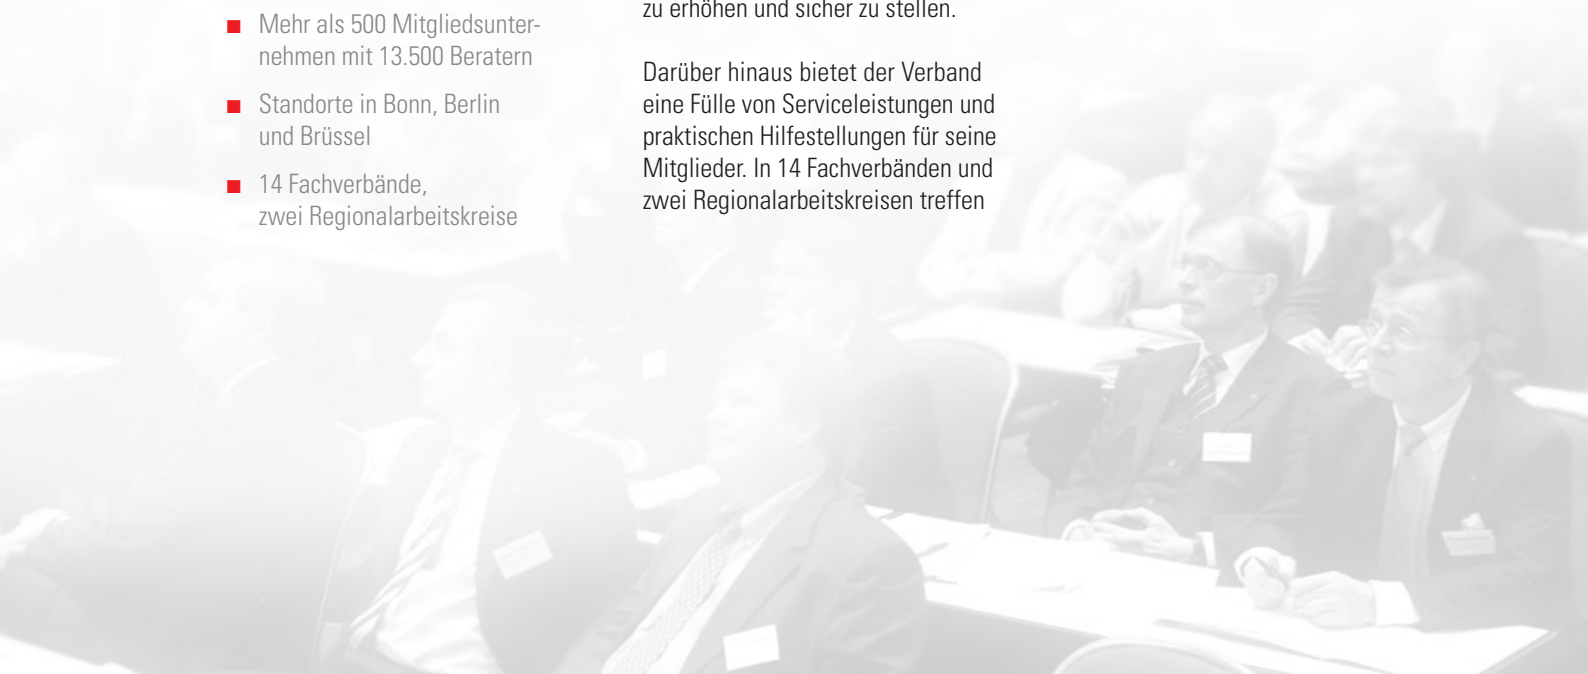 Mehr als 500 Mitgliedsunter-
nehmen mit 13.500 Beratern
Standorte in Bonn, Berlin
und Brüssel
14 Fachverbände,
zwei Regionalarbeitskreise
zu erhöhen und sicher zu stellen.
Darüber hinaus bietet der Verband
eine Fülle von Serviceleistungen und
praktischen Hilfestellungen für seine
Mitglieder. In 14 Fachverbänden und
zwei Regionalarbeitskreisen treffen